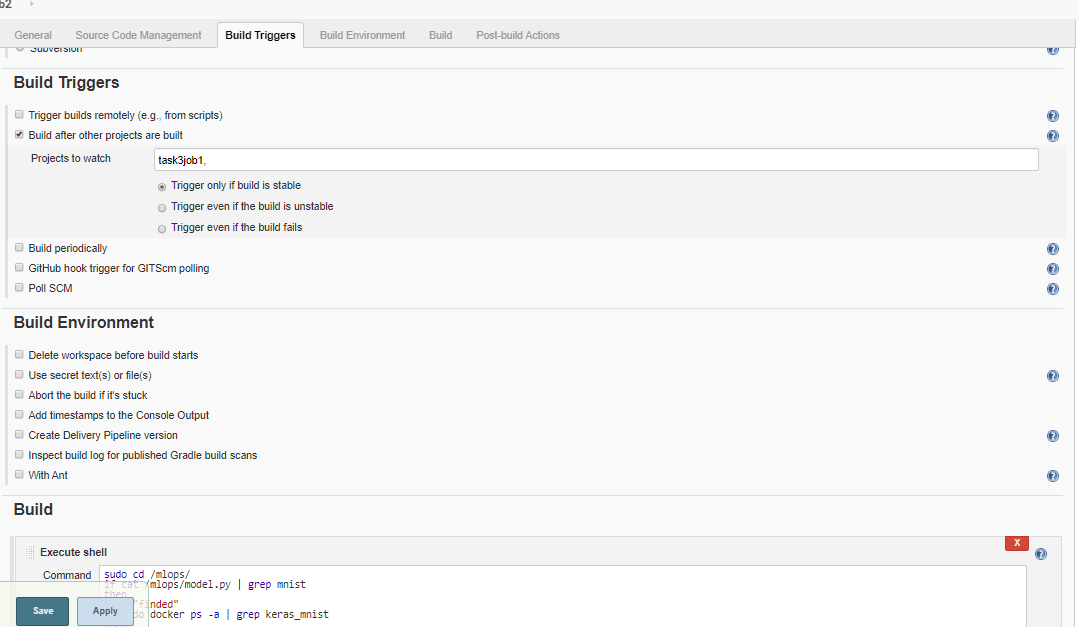 b2
General Source Code Management Build Triggers Build Environment Build Post-build Actions
Subversion
Build Triggers
Trigger builds remotely (e.g., from scripts)
Build after other projects are built
Projects to watch task3job1,
Trigger only if build is stable
Trigger even if the build is unstable
Trigger even if the build fails
Build periodically
GitHub hook trigger for GITScm polling
Poll SCM
Build Environment
Delete workspace before build starts
Use secret text(s) or file(s)
Abort the build if it's stuck
Add timestamps to the Console Output
Create Delivery Pipeline version
Inspect build log for published Gradle build scans
With Ant
Build
X
Execute shell
Command sudo cd /mlops/
if cat /mlops/model.py | grep mnist
then
"finded"
do docker ps -a | grep keras_mnist
Save Apply